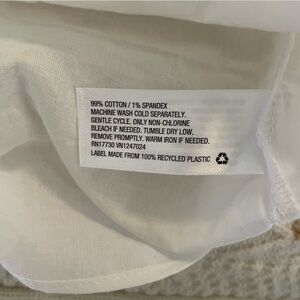 99% COTTON / 1% SPANDEX
MACHINE WASH COLD SEPARATELY.
GENTLE CYCLE. ONLY NON-CHLORINE
BLEACH IF NEEDED. TUMBLE DRY LOW.
REMOVE PROMPTLY. WARM IRON IF NEEDED.
RN17730 VN1247024
LABEL MADE FROM 100% RECYCLED PLASTIC